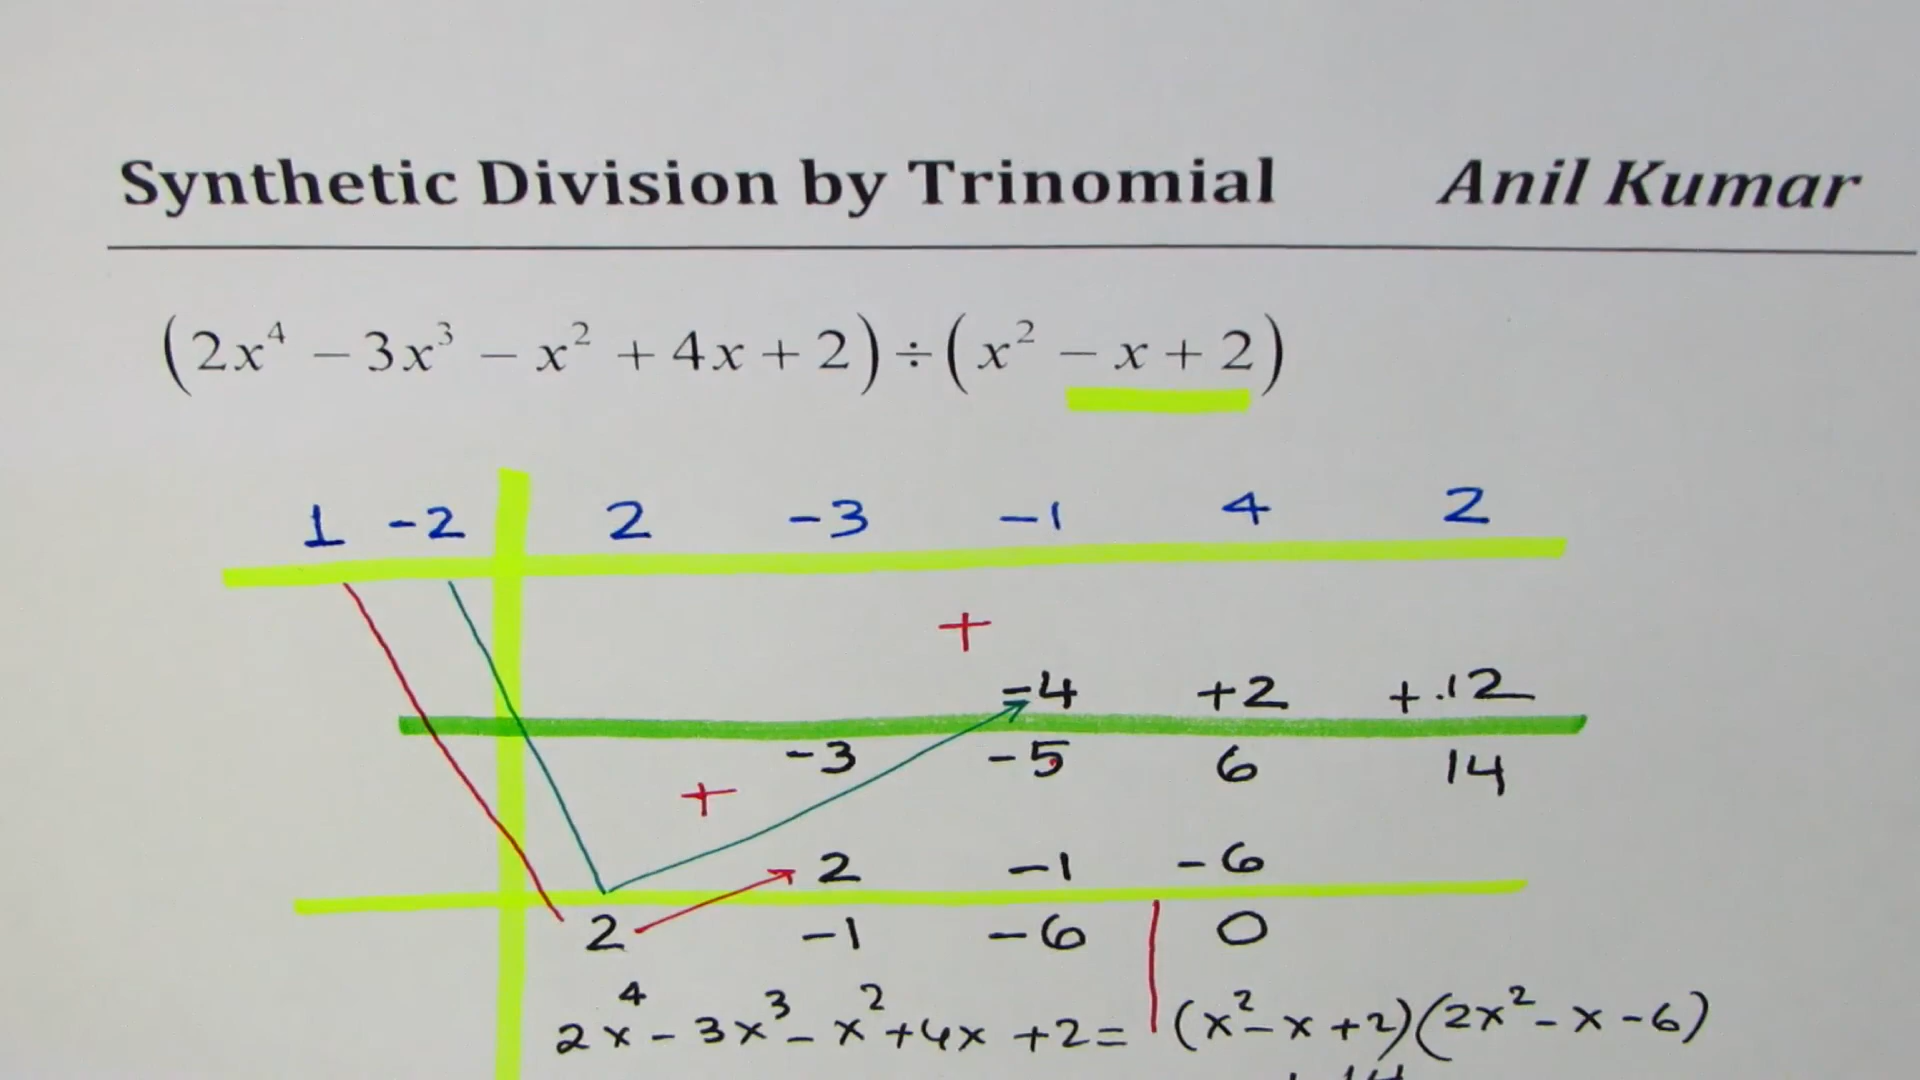 Synthetic Division by Trinomial Anil Kumar
(2x⁴ − 3x³ − x² + 4x + 2) ÷ (x² − x + 2)
1 -2 2 -3 -1 4 2
+
-4 +2 +12
-3 -5 6 14
+
2 -1 -6
2 -1 -6 0
2x⁴ - 3x³ - x² + 4x + 2 = (x² - x + 2)(2x² - x - 6)